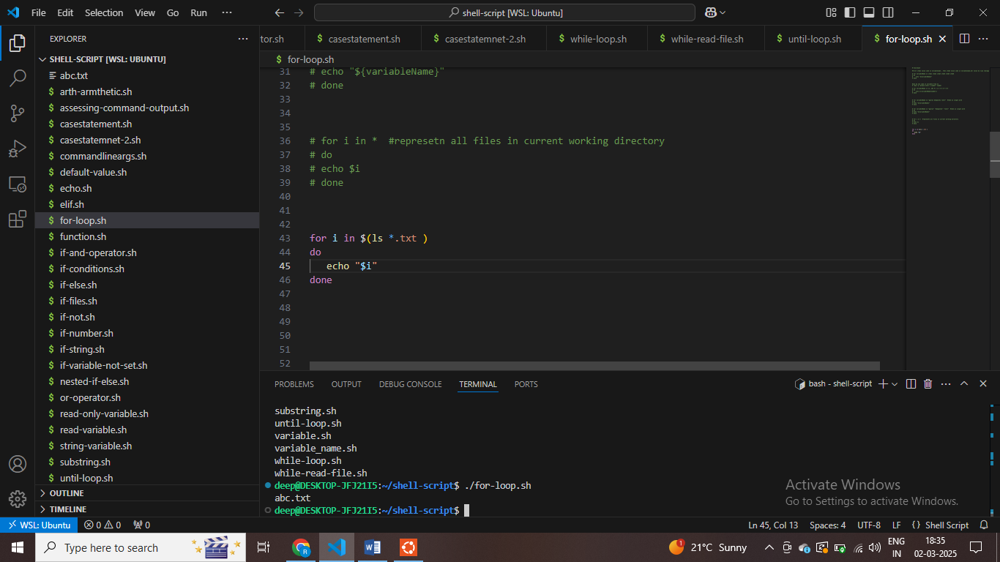 File Edit Selection View Go Run ··· shell-script [WSL: Ubuntu]
EXPLORER ···
tor.sh $ casestatement.sh $ casestatemnet-2.sh $ while-loop.sh $ while-read-file.sh $ until-loop.sh $ for-loop.sh
SHELL-SCRIPT [WSL: UBUNTU]
abc.txt
$ arth-armthetic.sh
$ assessing-command-output.sh
$ casestatement.sh
$ casestatemnet-2.sh
$ commandlineargs.sh
$ default-value.sh
$ echo.sh
$ elif.sh
$ for-loop.sh
$ function.sh
$ if-and-operator.sh
$ if-conditions.sh
$ if-else.sh
$ if-files.sh
$ if-not.sh
$ if-number.sh
$ if-string.sh
$ if-variable-not-set.sh
$ nested-if-else.sh
$ or-operator.sh
$ read-only-variable.sh
$ read-variable.sh
$ string-variable.sh
$ substring.sh
$ until-loop.sh
OUTLINE
TIMELINE
$ for-loop.sh
31 # echo "${variableName}"
32 # done
33
34
35
36 # for i in *  #represetn all files in current working directory
37 # do
38 # echo $i
39 # done
40
41
42
43 for i in $(ls *.txt )
44 do
45    echo "$i"
46 done
47
48
49
50
51
52
PROBLEMS OUTPUT DEBUG CONSOLE TERMINAL PORTS
bash - shell-script
substring.sh
until-loop.sh
variable.sh
variable_name.sh
while-loop.sh
while-read-file.sh
deep@DESKTOP-JFJ21I5:~/shell-script$ ./for-loop.sh
abc.txt
deep@DESKTOP-JFJ21I5:~/shell-script$
Activate Windows
Go to Settings to activate Windows.
WSL: Ubuntu 0 0 0 Ln 45, Col 13 Spaces: 4 UTF-8 LF {} Shell Script
Type here to search
1 21°C Sunny
ENG
IN
18:35
02-03-2025